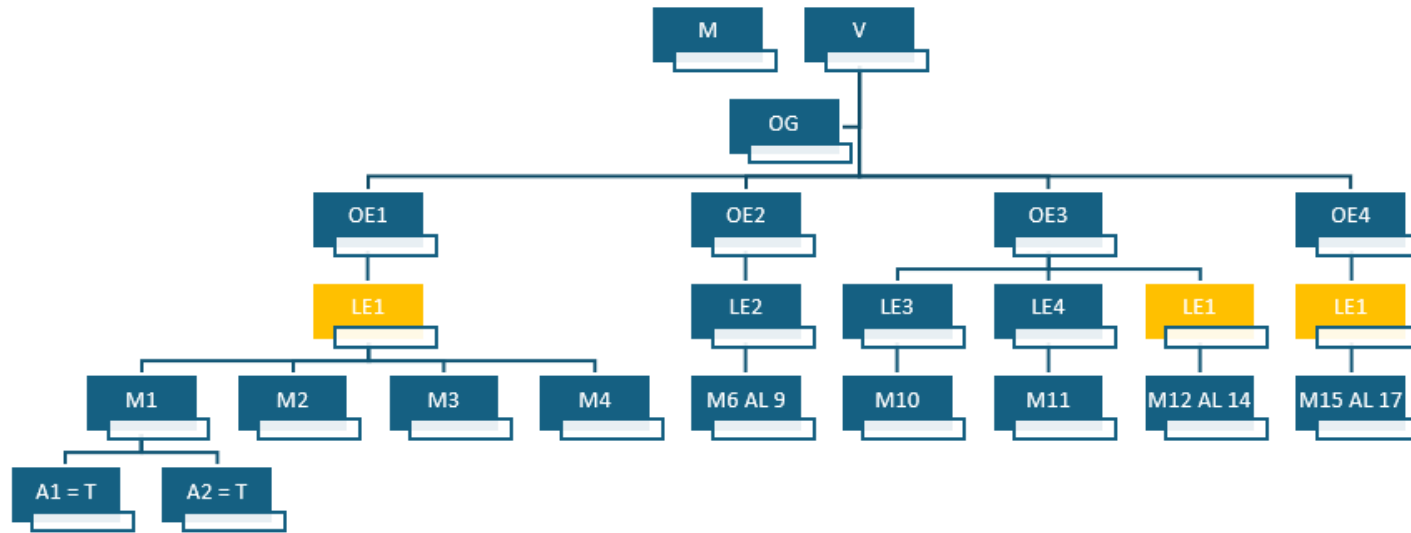 M
V
OG
OE1
OE2
OE3
OE4
LE1
LE2
LE3
LE4
LE1
LE1
M1
M2
M3
M4
M6 AL 9
M10
M11
M12 AL 14
M15 AL 17
A1 = T
A2 = T